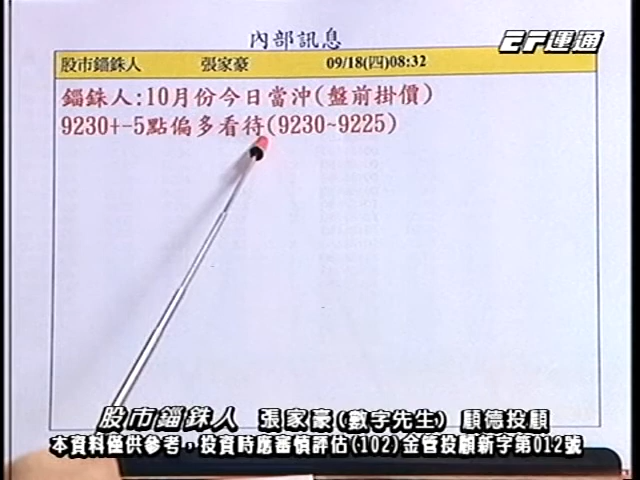 內部訊息
EF運通
股市錙銖人 張家豪 09/18(四)08:32
錙銖人:10月份今日當沖(盤前掛價)
9230+-5點偏多看待(9230~9225)
股市錙銖人 張家豪(數字先生) 顧德投顧
本資料僅供參考，投資時應審慎評估(102)金管投顧新字第012號